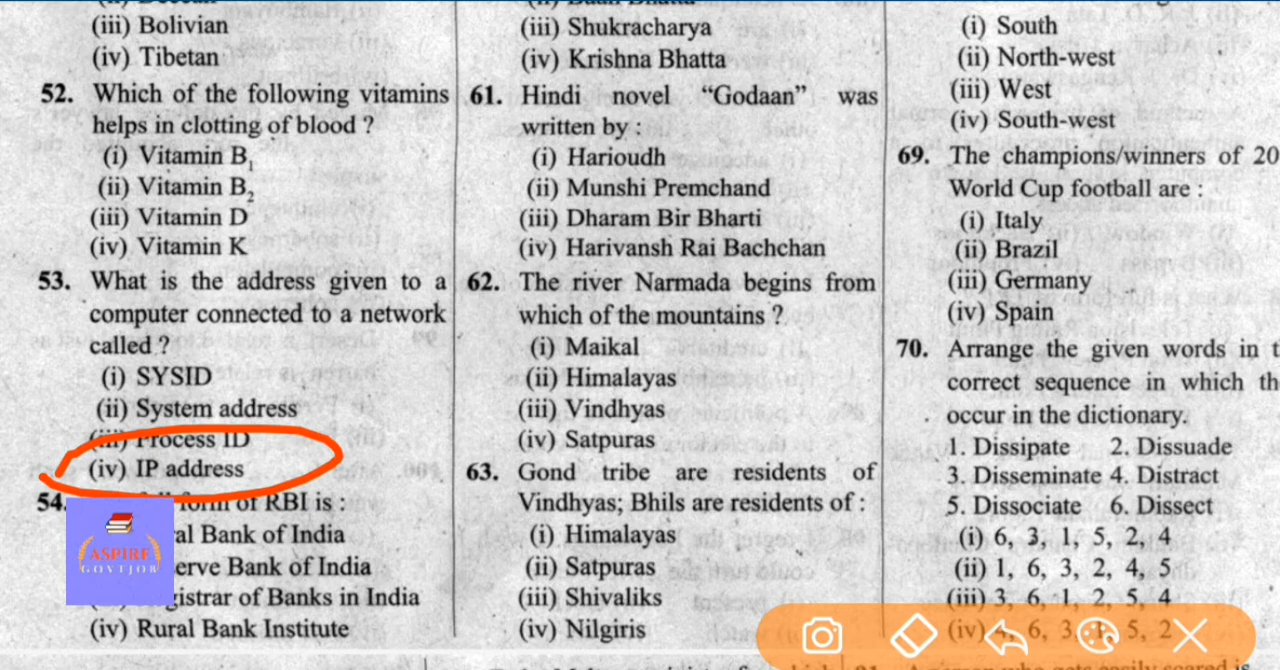 (iii) Bolivian
(iv) Tibetan
52. Which of the following vitamins
helps in clotting of blood ?
(i) Vitamin B1
(ii) Vitamin B2
(iii) Vitamin D
(iv) Vitamin K
53. What is the address given to a
computer connected to a network
called ?
(i) SYSID
(ii) System address
(iii) Process ID
(iv) IP address
54. form of RBI is :
Bank of India
Bank of India
of Banks in India
(iv) Rural Bank Institute
ASPIRE
GOVTJOB
(iii) Shukracharya
(iv) Krishna Bhatta
61. Hindi novel “Godaan” was
written by :
(i) Harioudh
(ii) Munshi Premchand
(iii) Dharam Bir Bharti
(iv) Harivansh Rai Bachchan
62. The river Narmada begins from
which of the mountains ?
(i) Maikal
(ii) Himalayas
(iii) Vindhyas
(iv) Satpuras
63. Gond tribe are residents of
Vindhyas; Bhils are residents of :
(i) Himalayas
(ii) Satpuras
(iii) Shivaliks
(iv) Nilgiris
(i) South
(ii) North-west
(iii) West
(iv) South-west
69. The champions/winners of 20
World Cup football are :
(i) Italy
(ii) Brazil
(iii) Germany
(iv) Spain
70. Arrange the given words in t
correct sequence in which th
occur in the dictionary.
1. Dissipate 2. Dissuade
3. Disseminate 4. Distract
5. Dissociate 6. Dissect
(i) 6, 3, 1, 5, 2, 4
(ii) 1, 6, 3, 2, 4, 5
(iii) 3, 6, 1, 2, 5, 4
(iv) 4, 6, 3, 1, 5, 2